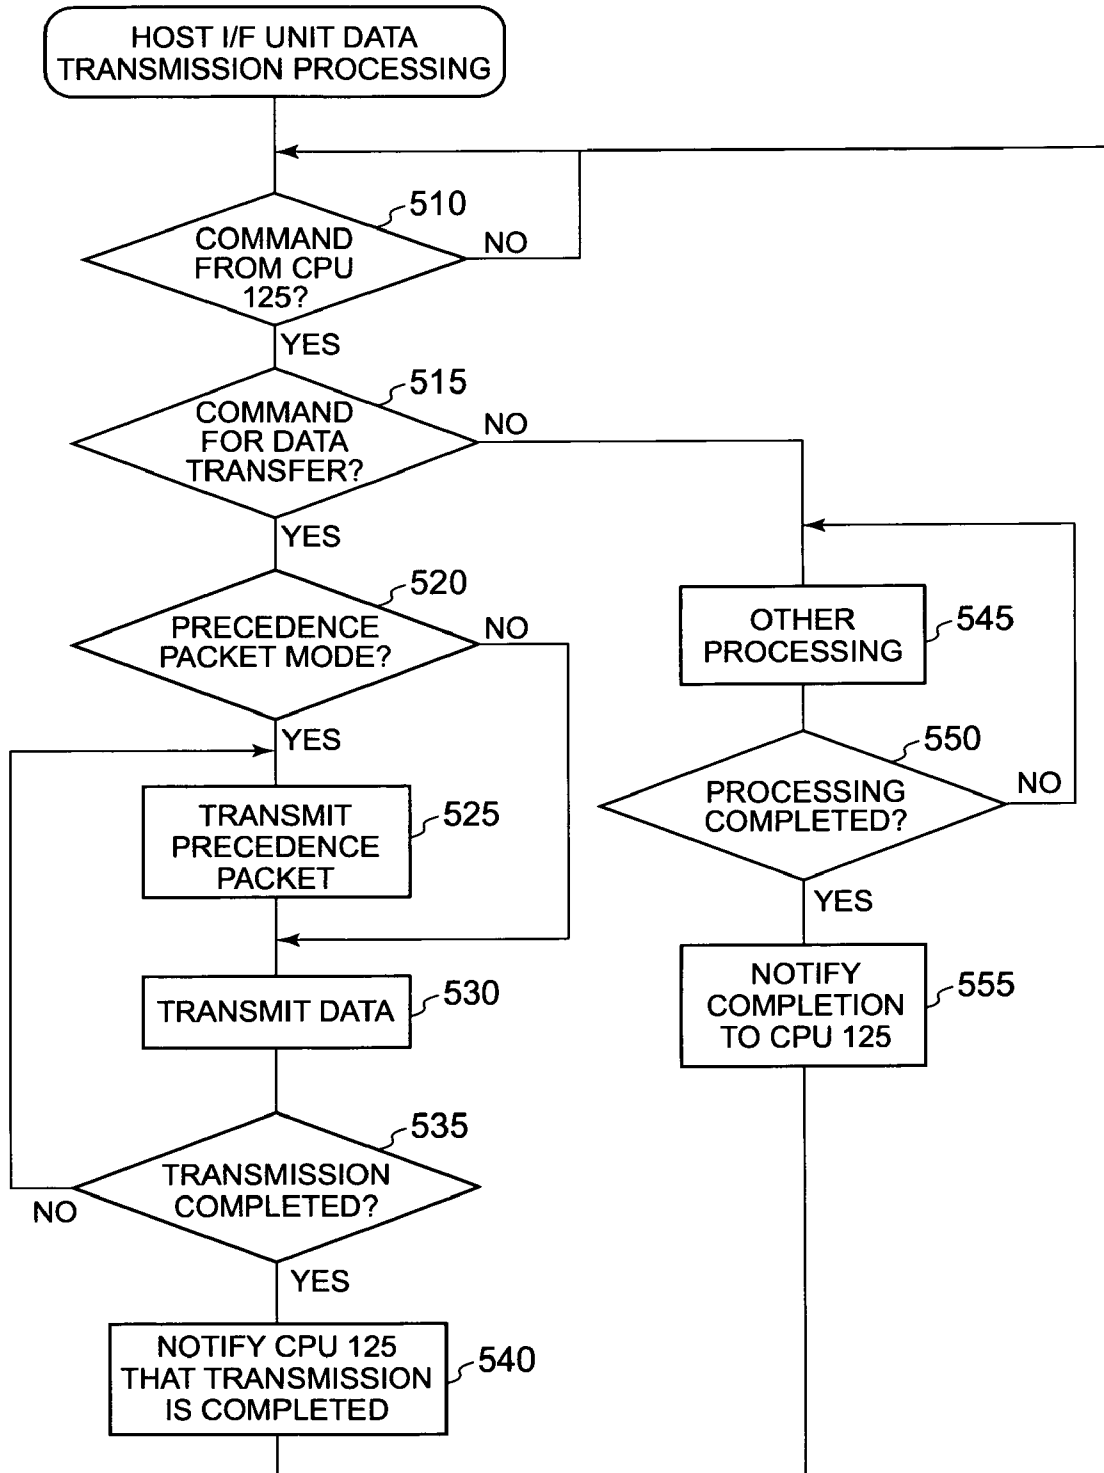 HOST I/F UNIT DATA
TRANSMISSION PROCESSING
510
COMMAND
FROM CPU
125?
NO
YES
515
COMMAND
FOR DATA
TRANSFER?
NO
YES
520
PRECEDENCE
PACKET MODE?
NO
YES
525
TRANSMIT
PRECEDENCE
PACKET
TRANSMIT DATA
530
535
TRANSMISSION
COMPLETED?
NO
YES
NOTIFY CPU 125
THAT TRANSMISSION
IS COMPLETED
540
OTHER
PROCESSING
545
550
PROCESSING
COMPLETED?
NO
YES
NOTIFY
COMPLETION
TO CPU 125
555